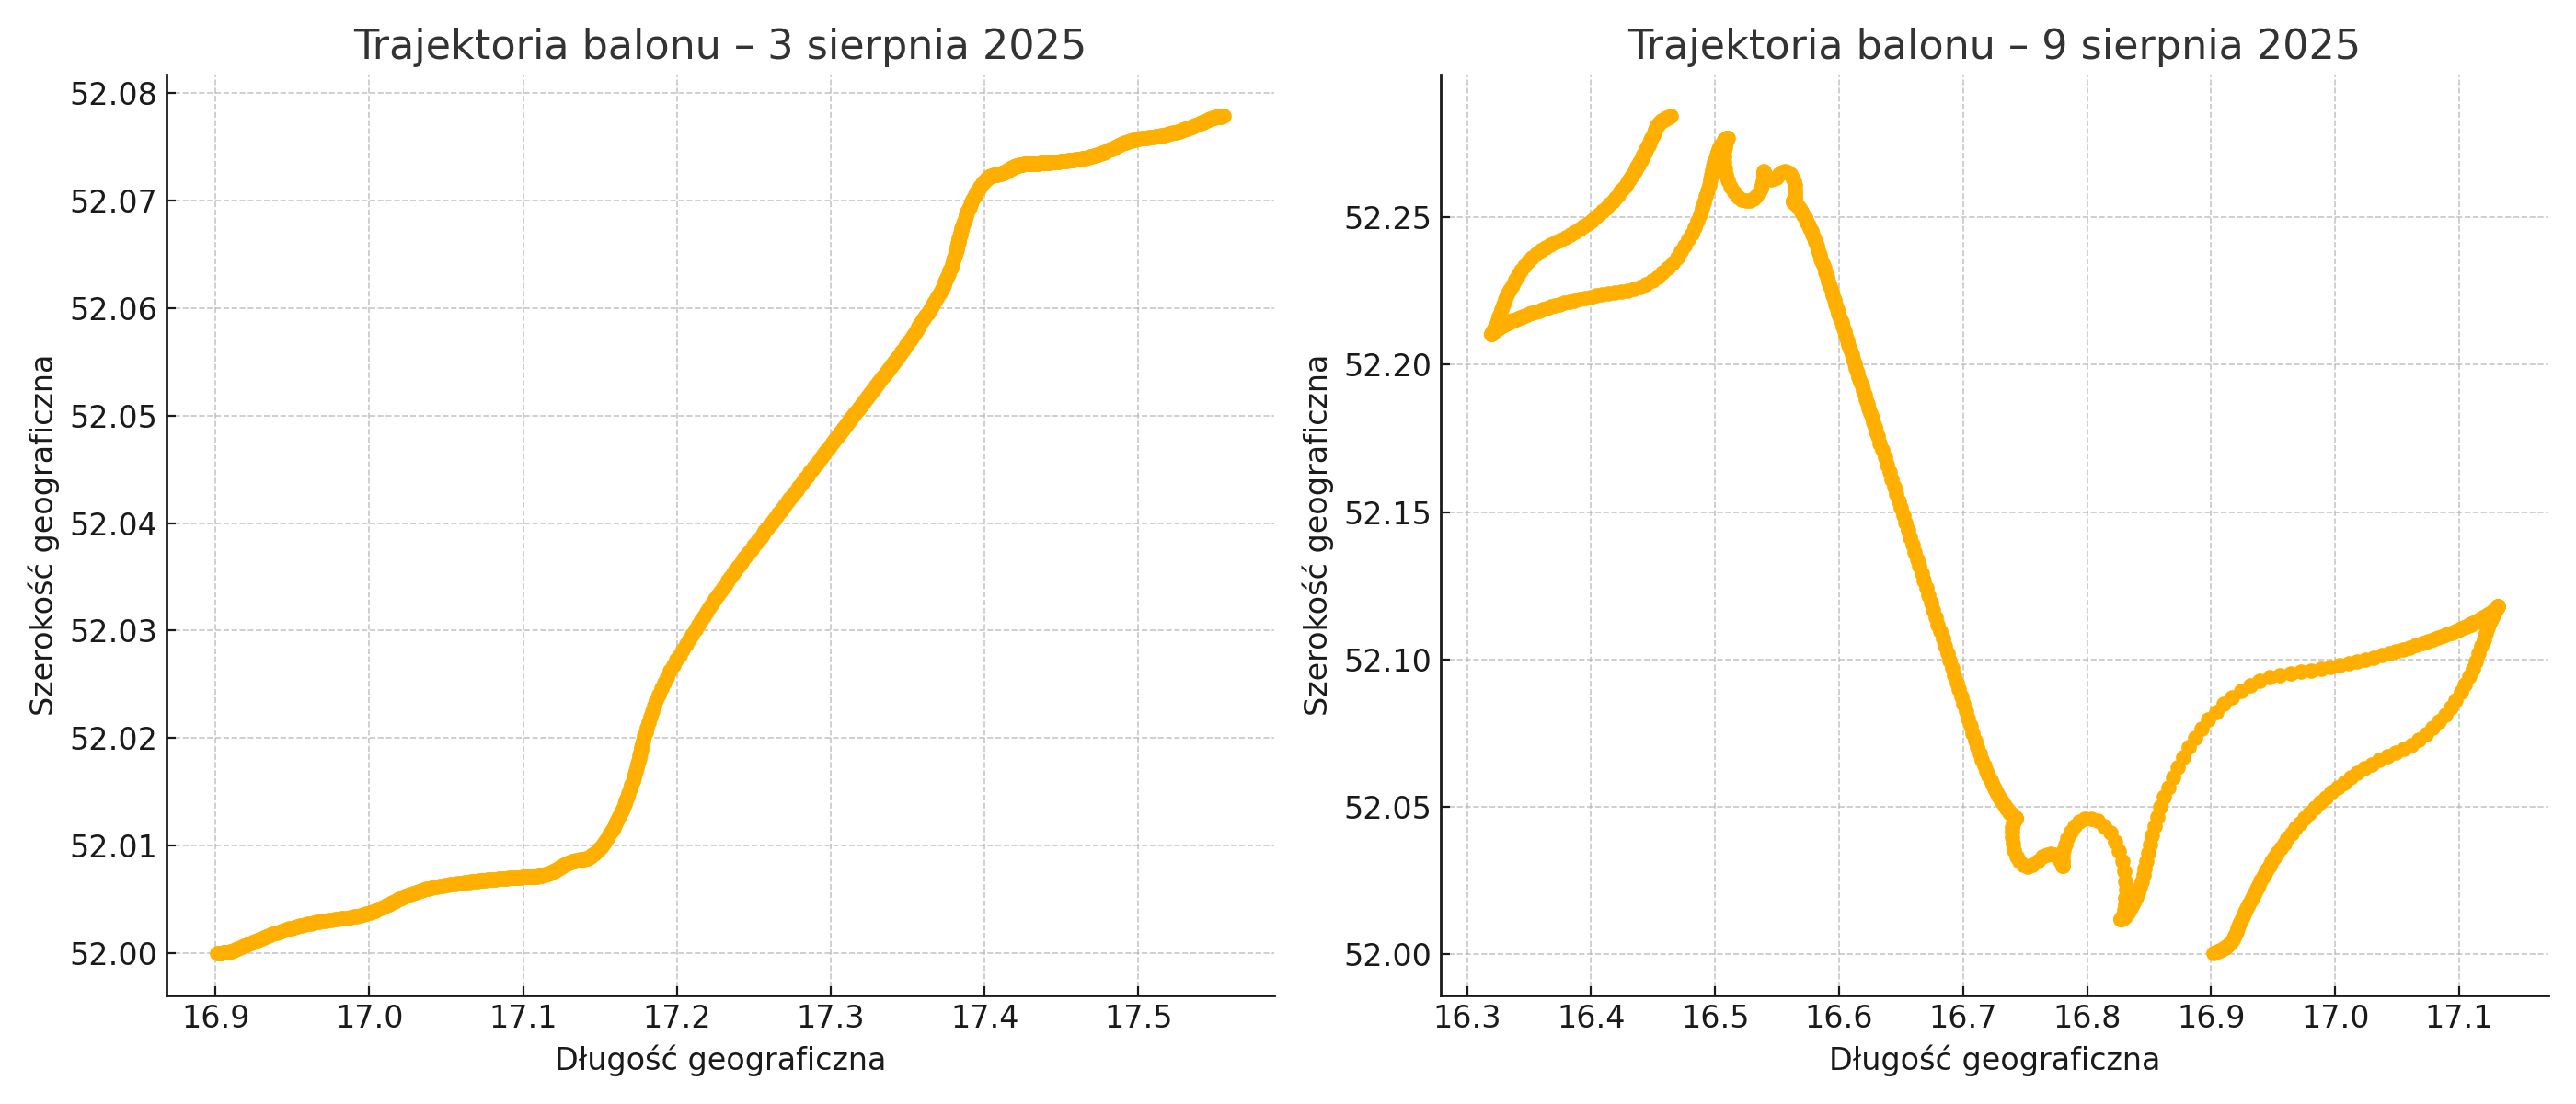 Trajektoria balonu – 3 sierpnia 2025
Szerokość geograficzna
52.08
52.07
52.06
52.05
52.04
52.03
52.02
52.01
52.00
16.9 17.0 17.1 17.2 17.3 17.4 17.5
Długość geograficzna
Trajektoria balonu – 9 sierpnia 2025
Szerokość geograficzna
52.25
52.20
52.15
52.10
52.05
52.00
16.3 16.4 16.5 16.6 16.7 16.8 16.9 17.0 17.1
Długość geograficzna